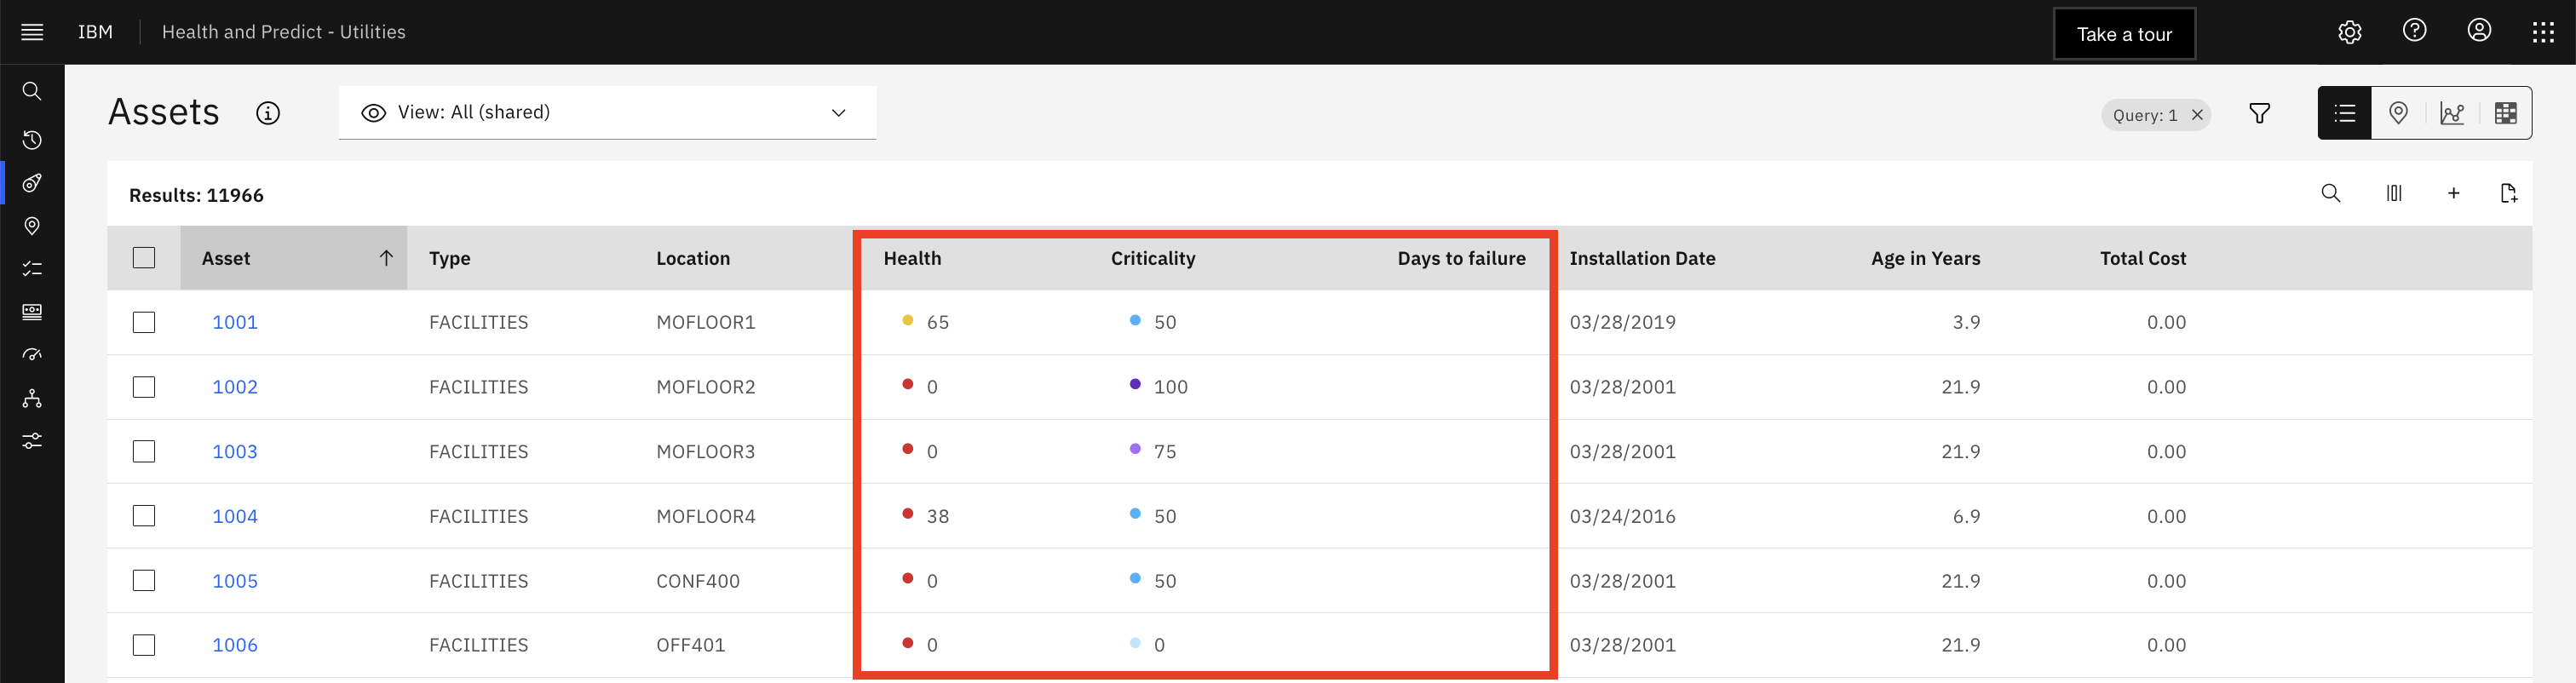 IBM Health and Predict - Utilities Take a tour
Assets View: All (shared) Query: 1
Results: 11966
Asset Type Location Health Criticality Days to failure Installation Date Age in Years Total Cost
1001 FACILITIES MOFLOOR1 65 50 03/28/2019 3.9 0.00
1002 FACILITIES MOFLOOR2 0 100 03/28/2001 21.9 0.00
1003 FACILITIES MOFLOOR3 0 75 03/28/2001 21.9 0.00
1004 FACILITIES MOFLOOR4 38 50 03/24/2016 6.9 0.00
1005 FACILITIES CONF400 0 50 03/28/2001 21.9 0.00
1006 FACILITIES OFF401 0 0 03/28/2001 21.9 0.00